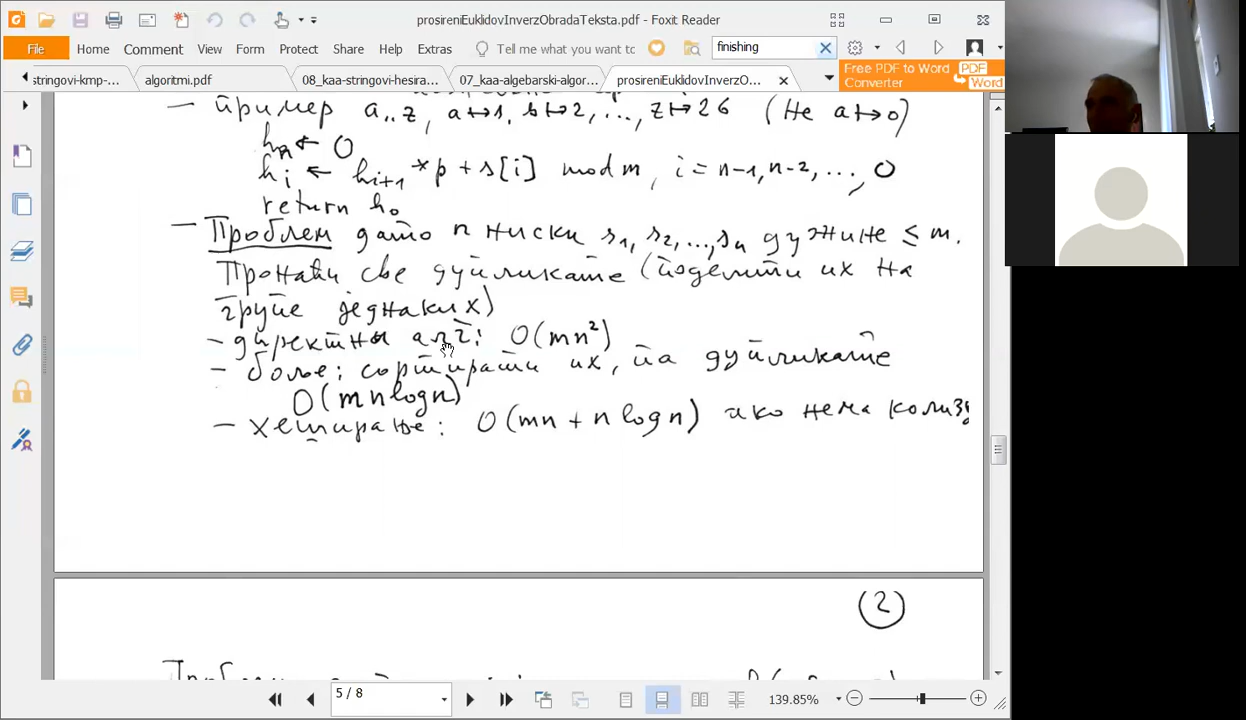 prosireniEuklidovInverzObradaTeksta.pdf - Foxit Reader
File Home Comment View Form Protect Share Help Extras Tell me what you want to finishing
stringovi-kmp-... algoritmi.pdf 08_kaa-stringovi-hesira... 07_kaa-algebarski-algor... prosireniEuklidovInverzO...
Free PDF to Word Converter
PDF
Word
– пример a..z, a↦1, b↦2, ..., z↦26 (не a↦0)
hₙ ← 0
hᵢ ← hᵢ₊₁ * p + s[i] mod m, i = n-1, n-2, ..., 0
return h₀
– Проблем дато n ниски s₁, s₂, ..., sₙ дужине ≤ m.
Пронаћи све дупликате (поделити их на
групе једнаких)
– директни алг: O(mn²)
– боље: сортирати их, па дупликате
O(mn log n)
– хеширање: O(mn + n log n) ако нема колиз
2
5 / 8
139.85%